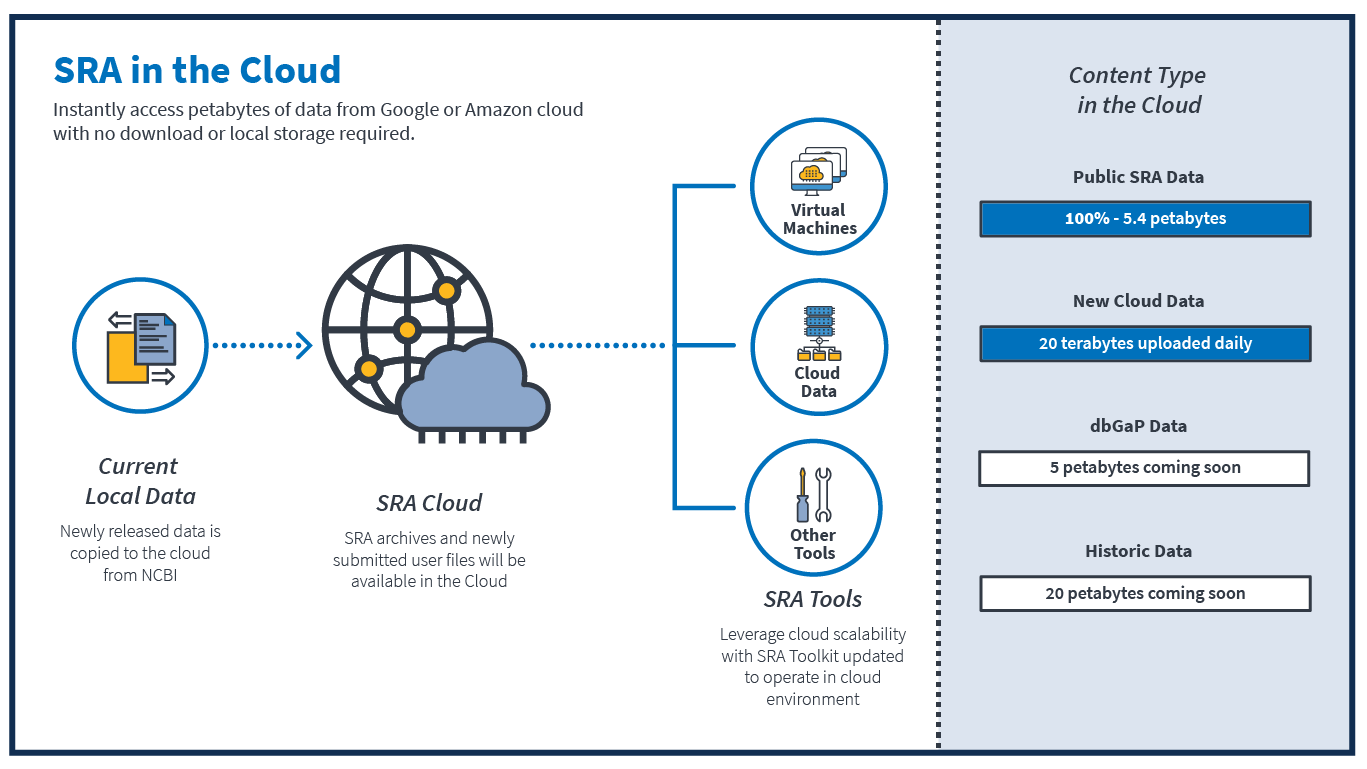 SRA in the Cloud
Instantly access petabytes of data from Google or Amazon cloud
with no download or local storage required.
Current
Local Data
Newly released data is
copied to the cloud
from NCBI
SRA Cloud
SRA archives and newly
submitted user files will be
available in the Cloud
Virtual
Machines
Cloud
Data
Other
Tools
SRA Tools
Leverage cloud scalability
with SRA Toolkit updated
to operate in cloud
environment
Content Type
in the Cloud
Public SRA Data
100% - 5.4 petabytes
New Cloud Data
20 terabytes uploaded daily
dbGaP Data
5 petabytes coming soon
Historic Data
20 petabytes coming soon